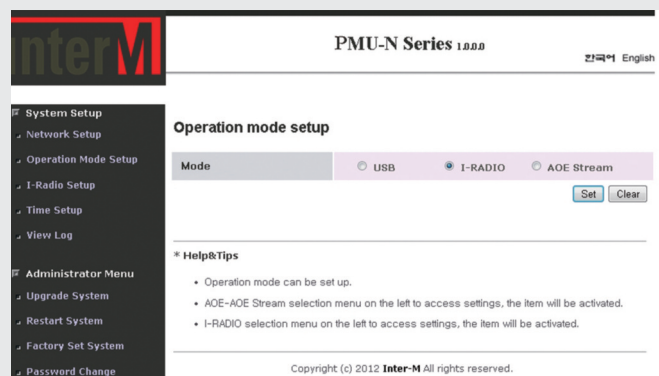 interM
PMU-N Series 1.0.0.0
한국어 English
System Setup
Network Setup
Operation Mode Setup
I-Radio Setup
Time Setup
View Log
Administrator Menu
Upgrade System
Restart System
Factory Set System
Password Change
Operation mode setup
Mode USB I-RADIO AOE Stream
Set Clear
* Help&Tips
• Operation mode can be set up.
• AOE-AOE Stream selection menu on the left to access settings, the item will be activated.
• I-RADIO selection menu on the left to access settings, the item will be activated.
Copyright (c) 2012 Inter-M All rights reserved.